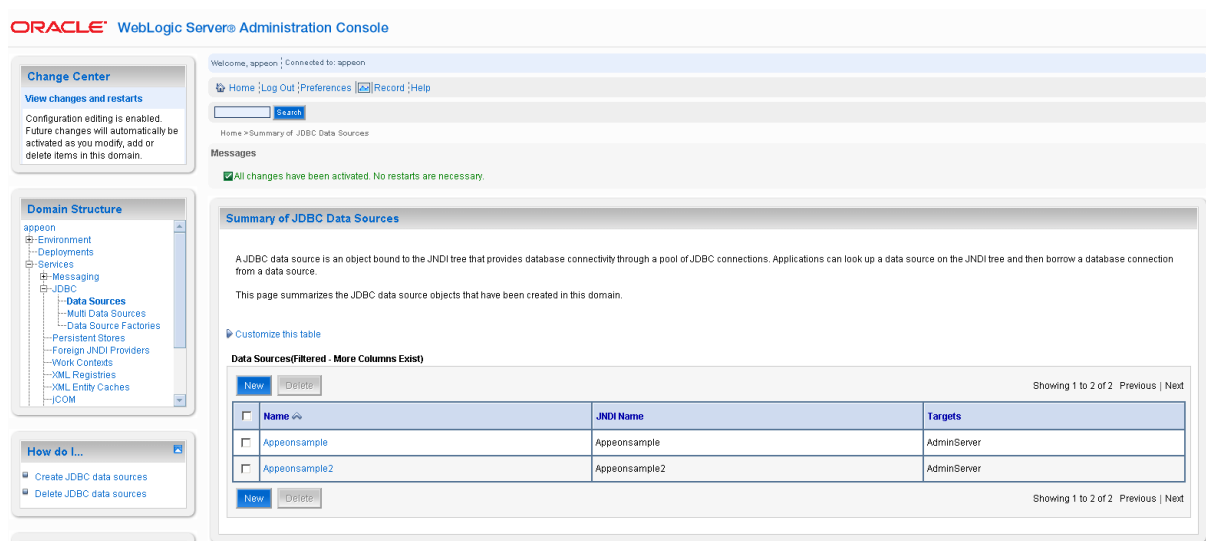 ORACLE WebLogic Server® Administration Console
Change Center
View changes and restarts
Configuration editing is enabled.
Future changes will automatically be
activated as you modify, add or
delete items in this domain.
Domain Structure
appeon
Environment
Deployments
Services
Messaging
JDBC
Data Sources
Multi Data Sources
Data Source Factories
Persistent Stores
Foreign JNDI Providers
Work Contexts
XML Registries
XML Entity Caches
jCOM
How do I...
Create JDBC data sources
Delete JDBC data sources
Welcome, appeon Connected to: appeon
Home Log Out Preferences Record Help
Search
Home >Summary of JDBC Data Sources
Messages
All changes have been activated. No restarts are necessary.
Summary of JDBC Data Sources
A JDBC data source is an object bound to the JNDI tree that provides database connectivity through a pool of JDBC connections. Applications can look up a data source on the JNDI tree and then borrow a database connection
from a data source.
This page summarizes the JDBC data source objects that have been created in this domain.
Customize this table
Data Sources(Filtered - More Columns Exist)
New Delete Showing 1 to 2 of 2 Previous | Next
Name JNDI Name Targets
Appeonsample Appeonsample AdminServer
Appeonsample2 Appeonsample2 AdminServer
New Delete Showing 1 to 2 of 2 Previous | Next